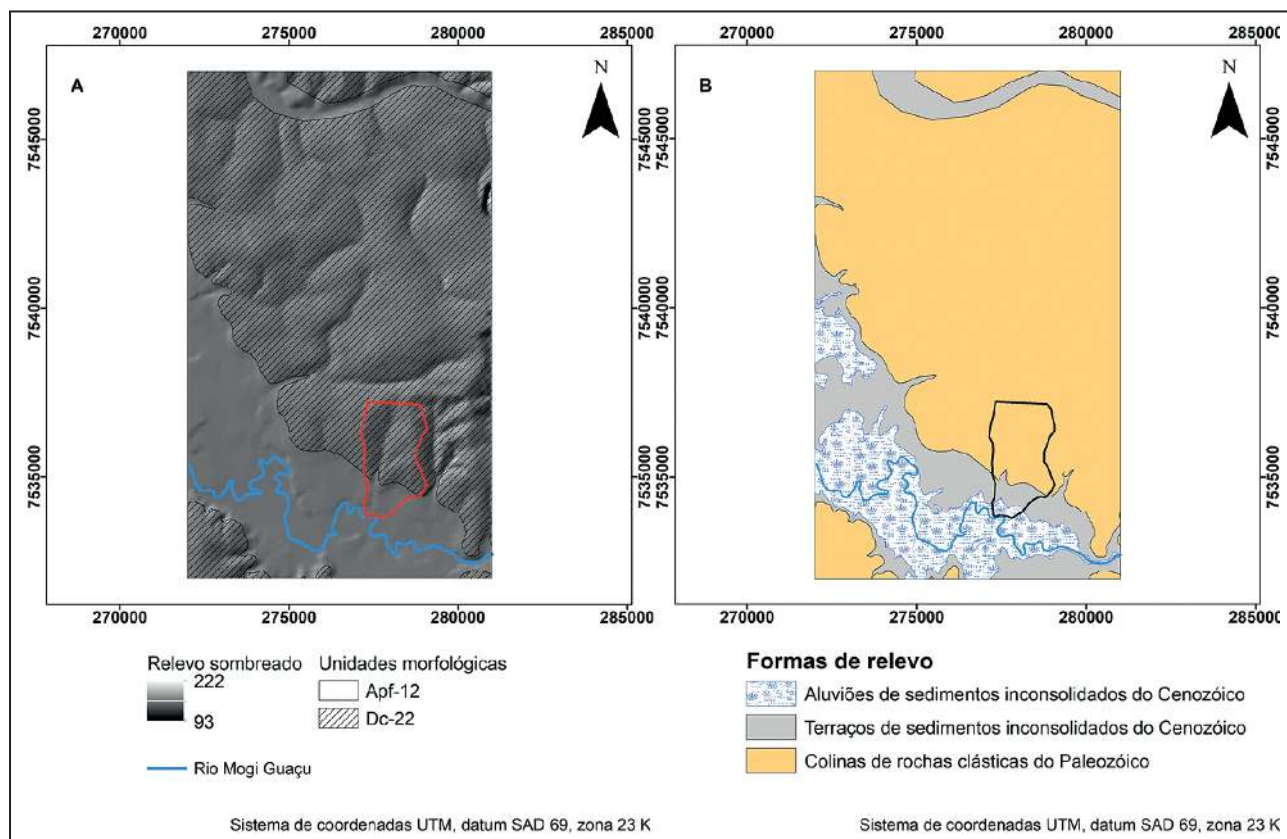 270000 275000 280000 285000
270000 275000 280000 285000
A
N
B
N
7545000
7545000
7545000
7545000
7540000
7540000
7540000
7540000
7535000
7535000
7535000
7535000
270000 275000 280000 285000
270000 275000 280000 285000
Relevo sombreado
222
93
Unidades morfológicas
Apf-12
Dc-22
Rio Mogi Guaçu
Sistema de coordenadas UTM, datum SAD 69, zona 23 K
Formas de relevo
Aluviões de sedimentos inconsolidados do Cenozóico
Terraços de sedimentos inconsolidados do Cenozóico
Colinas de rochas clásticas do Paleozóico
Sistema de coordenadas UTM, datum SAD 69, zona 23 K